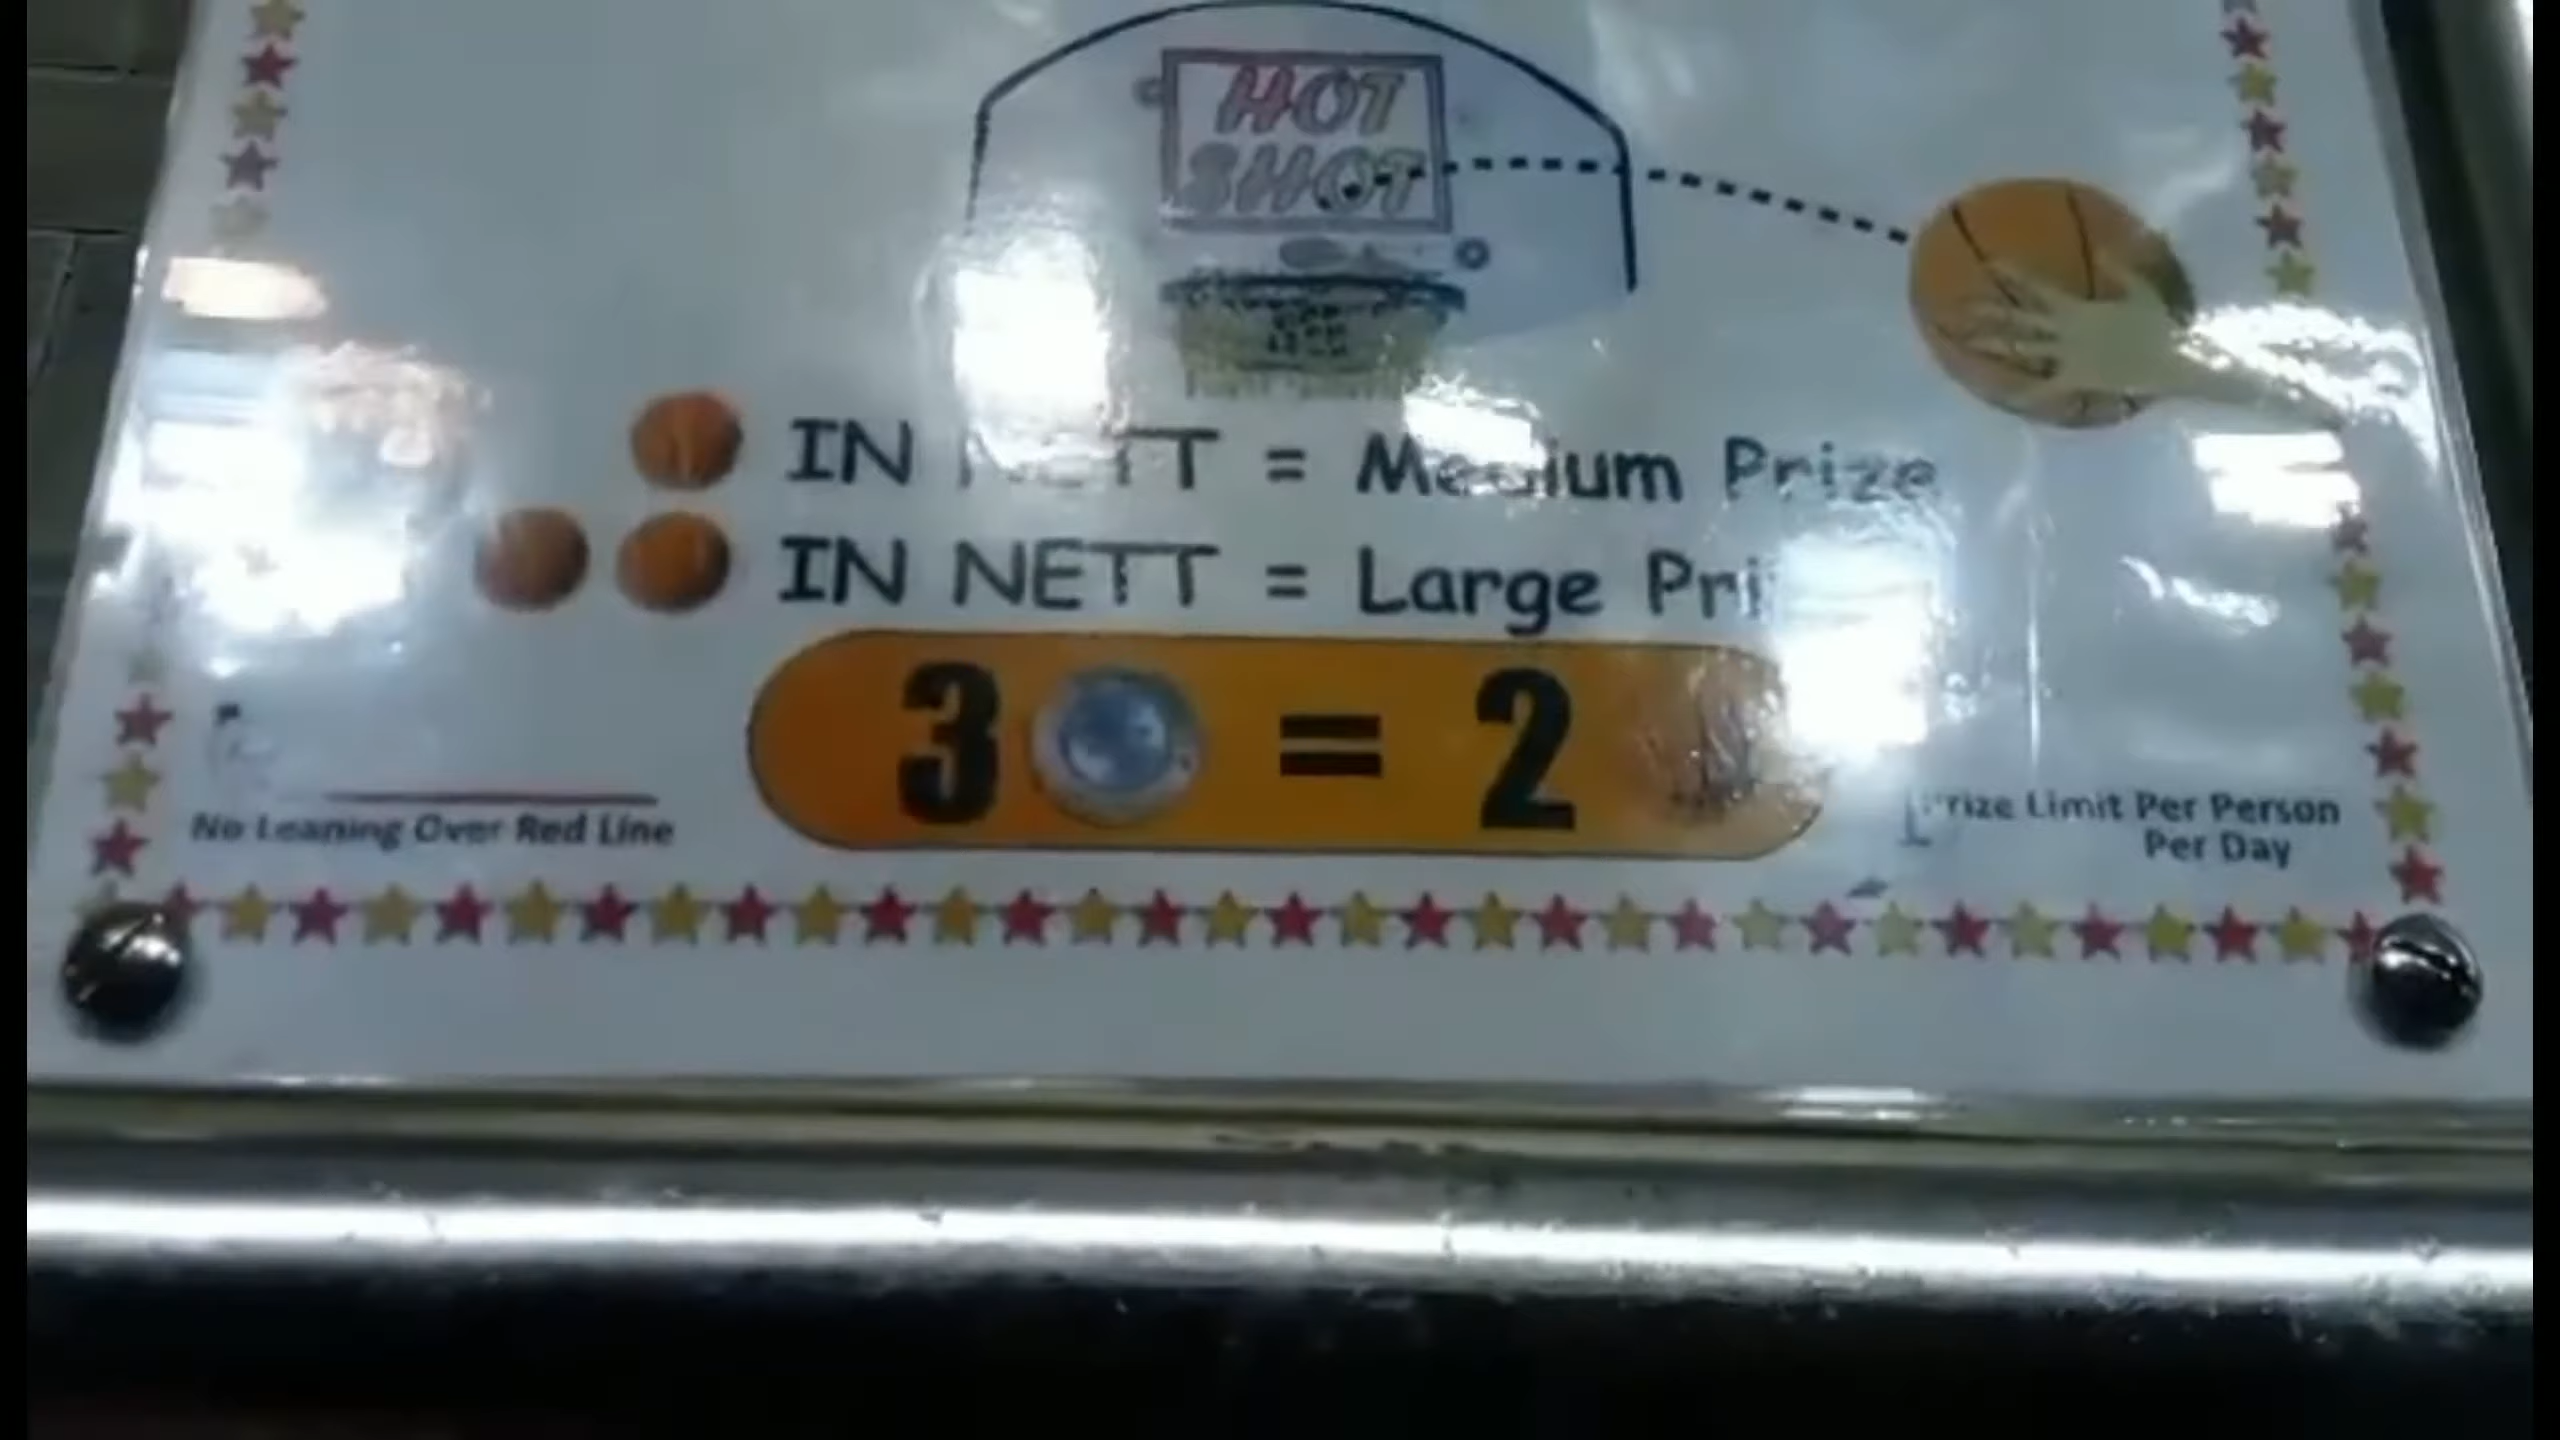 HOT
SHOT
IN NETT = Medium Prize
IN NETT = Large
3 = 2
No Leaning Over Red Line
Prize Limit Per Person
Per Day